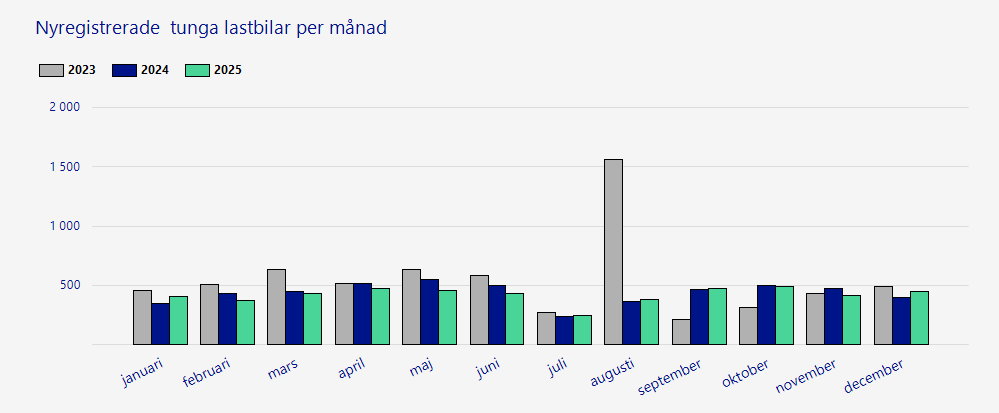 Nyregistrerade  tunga lastbilar per månad
2023 2024 2025
2 000
1 500
1 000
500
januari februari mars april maj juni juli augusti september oktober november december